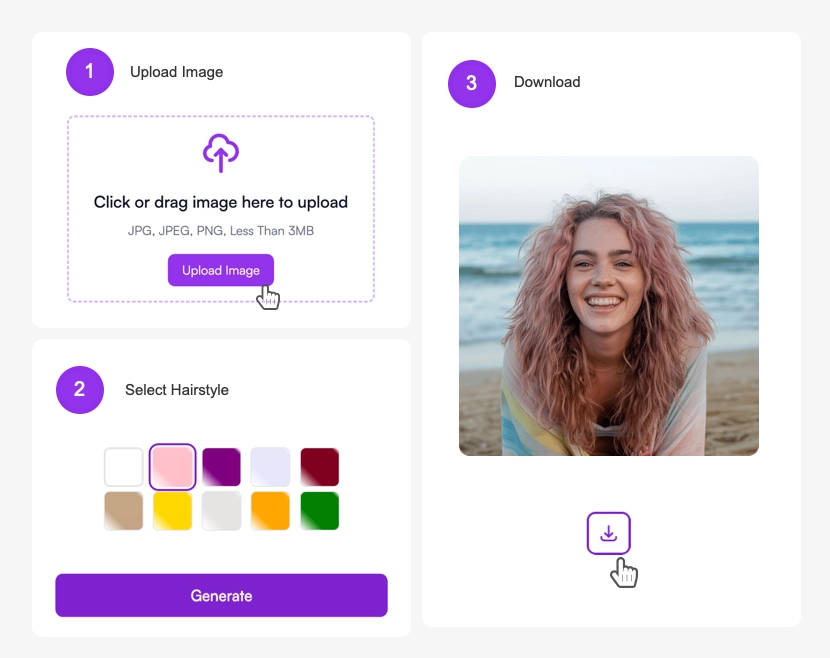 1
Upload Image
Click or drag image here to upload
JPG, JPEG, PNG, Less Than 3MB
Upload Image
2
Select Hairstyle
Generate
3
Download